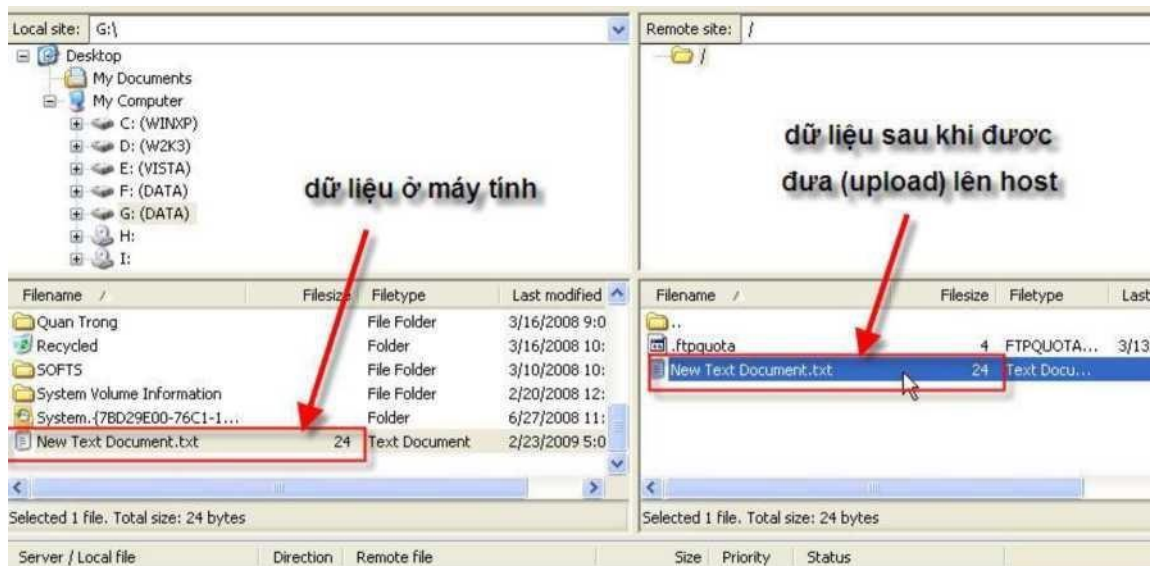 Local site: G:\
Desktop
My Documents
My Computer
C: (WINXP)
D: (W2K3)
E: (VISTA)
F: (DATA)
G: (DATA)
H:
I:
dữ liệu ở máy tính
Filename / Filesize Filetype Last modified
Quan Trong File Folder 3/16/2008 9:0
Recycled Folder 3/16/2008 10:
SOFTS File Folder 3/10/2008 10:
System Volume Information File Folder 2/20/2008 12:
System.{7BD29E00-76C1-1... Folder 6/27/2008 11:
New Text Document.txt 24 Text Document 2/23/2009 5:0
Selected 1 file. Total size: 24 bytes
Remote site: /
/
dữ liệu sau khi đươc
đưa (upload) lên host
Filename / Filesize Filetype Last
..
.ftpquota 4 FTPQUOTA... 3/13
New Text Document.txt 24 Text Docu...
Selected 1 file. Total size: 24 bytes
Server / Local file Direction Remote file Size Priority Status